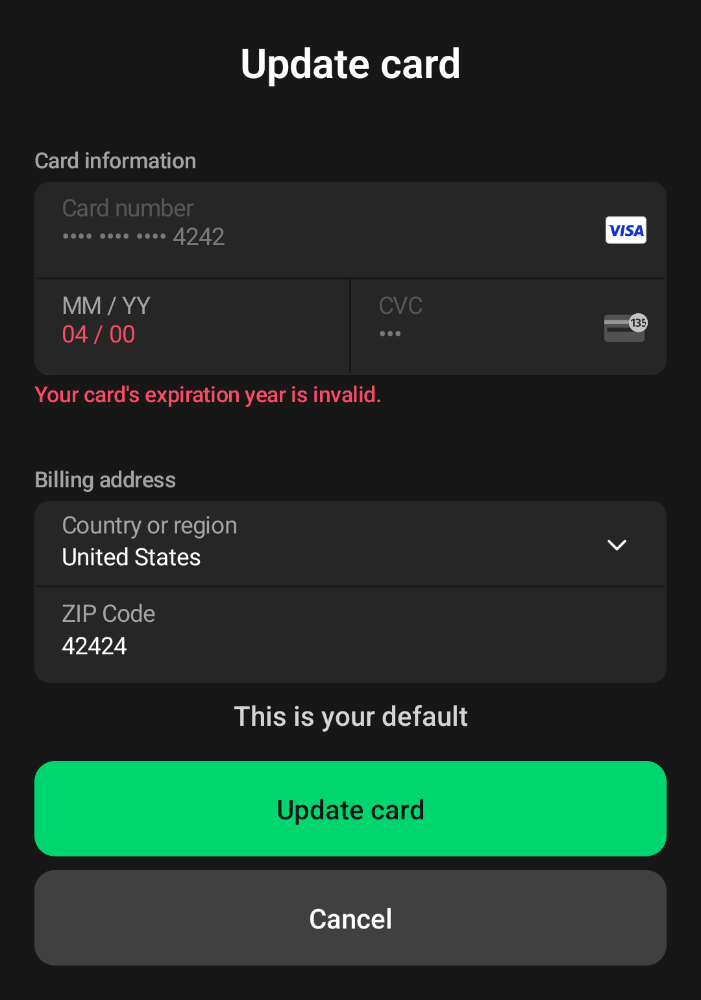 Update card
Card information
Card number
•••• •••• •••• 4242
VISA
MM / YY
04 / 00
CVC
•••
135
Your card's expiration year is invalid.
Billing address
Country or region
United States
ZIP Code
42424
This is your default
Update card
Cancel